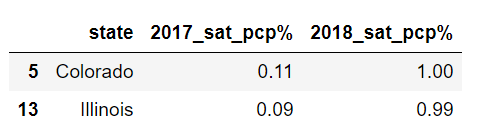 state 2017_sat_pcp% 2018_sat_pcp%
5 Colorado 0.11 1.00
13 Illinois 0.09 0.99